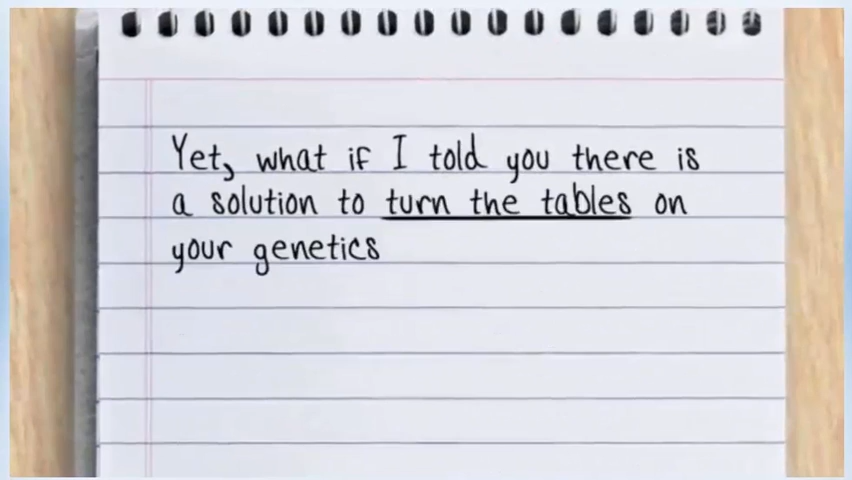 Yet, what if I told you there is
a solution to turn the tables on
your genetics